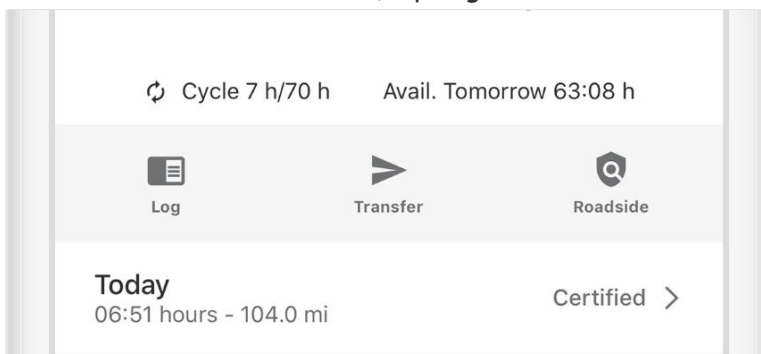 Cycle 7 h/70 h Avail. Tomorrow 63:08 h
Log Transfer Roadside
Today
06:51 hours - 104.0 mi
Certified